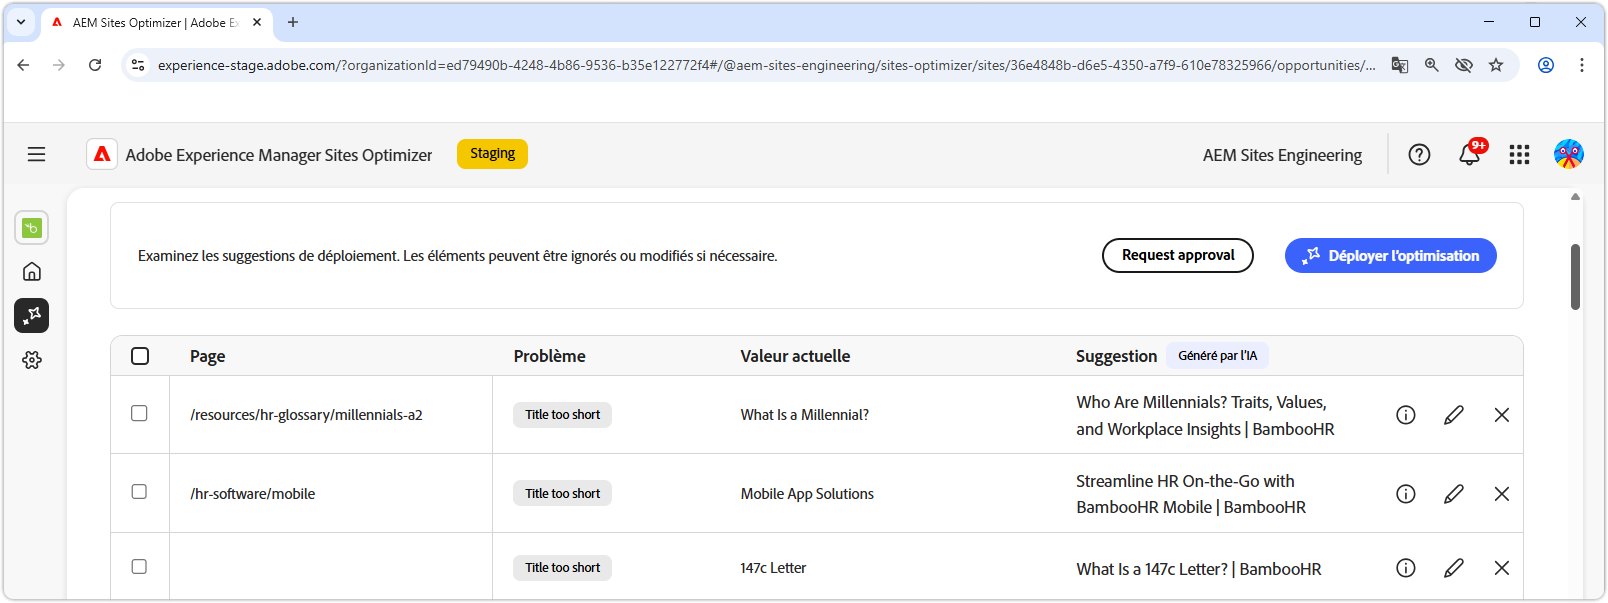 AEM Sites Optimizer | Adobe Ex
experience-stage.adobe.com/?organizationId=ed79490b-4248-4b86-9536-b35e122772f4#/@aem-sites-engineering/sites-optimizer/sites/36e4848b-d6e5-4350-a7f9-610e78325966/opportunities/...
Adobe Experience Manager Sites Optimizer
Staging
AEM Sites Engineering
9+
Examinez les suggestions de déploiement. Les éléments peuvent être ignorés ou modifiés si nécessaire.
Request approval
Déployer l'optimisation
Page
Problème
Valeur actuelle
Suggestion
Généré par l'IA
/resources/hr-glossary/millennials-a2
Title too short
What Is a Millennial?
Who Are Millennials? Traits, Values,
and Workplace Insights | BambooHR
/hr-software/mobile
Title too short
Mobile App Solutions
Streamline HR On-the-Go with
BambooHR Mobile | BambooHR
Title too short
147c Letter
What Is a 147c Letter? | BambooHR